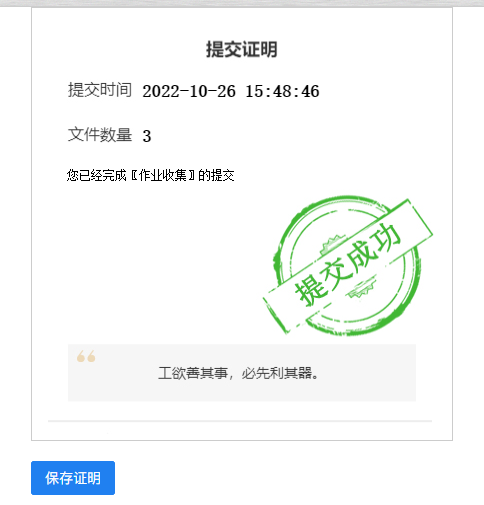 提交证明
提交时间 2022-10-26 15:48:46
文件数量 3
您已经完成〖作业收集〗的提交
提交成功
工欲善其事，必先利其器。
保存证明